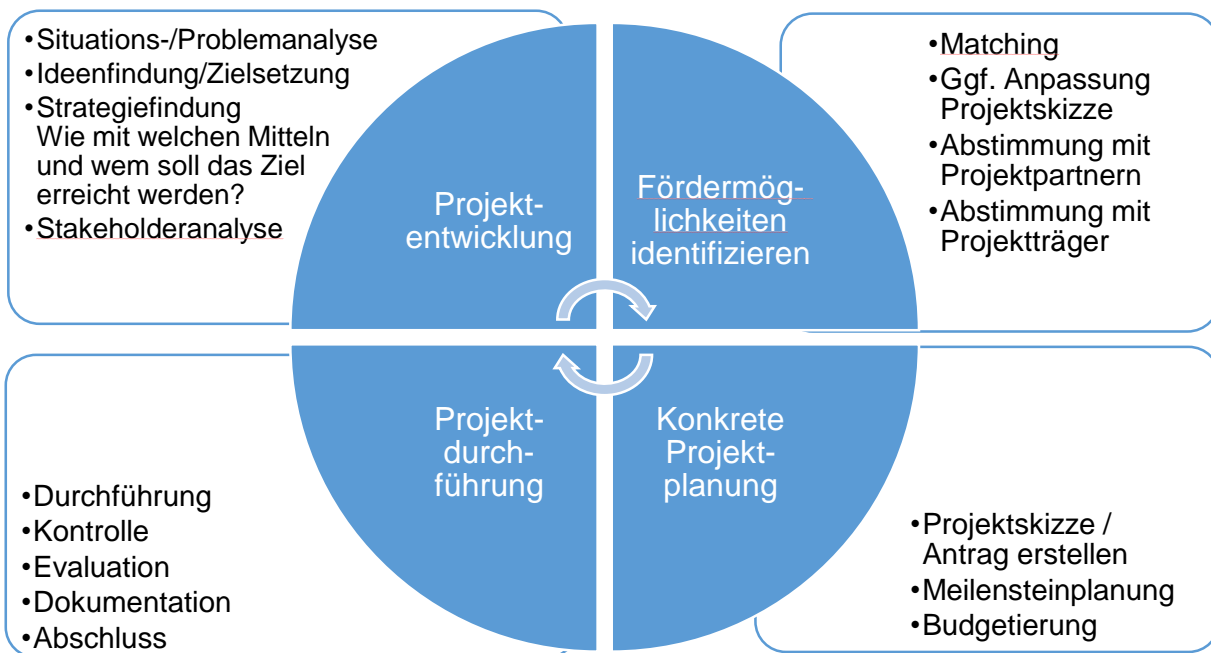 •Situations-/Problemanalyse
•Ideenfindung/Zielsetzung
•Strategiefindung
Wie mit welchen Mitteln
und wem soll das Ziel
erreicht werden?
•Stakeholderanalyse
Projekt-
entwicklung
Fördermög-
lichkeiten
identifizieren
•Matching
•Ggf. Anpassung
Projektskizze
•Abstimmung mit
Projektpartnern
•Abstimmung mit
Projektträger
•Durchführung
•Kontrolle
•Evaluation
•Dokumentation
•Abschluss
Projekt-
durch-
führung
Konkrete
Projekt-
planung
•Projektskizze /
Antrag erstellen
•Meilensteinplanung
•Budgetierung